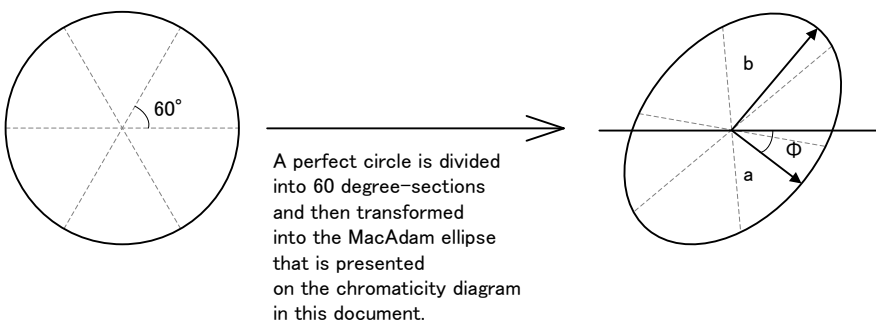 60°
A perfect circle is divided
into 60 degree-sections
and then transformed
into the MacAdam ellipse
that is presented
on the chromaticity diagram
in this document.
b
Φ
a